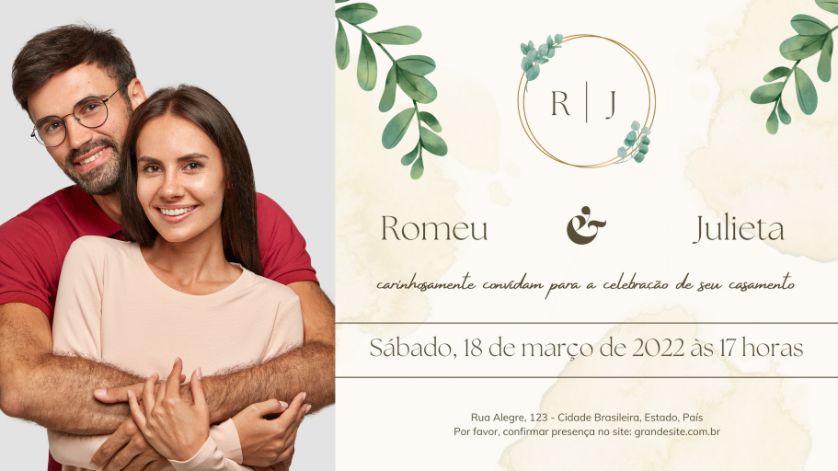 R | J
Romeu & Julieta
carinhosamente convidam para a celebração de seu casamento
Sábado, 18 de março de 2022 às 17 horas
Rua Alegre, 123 - Cidade Brasileira, Estado, País
Por favor, confirmar presença no site: grandesite.com.br